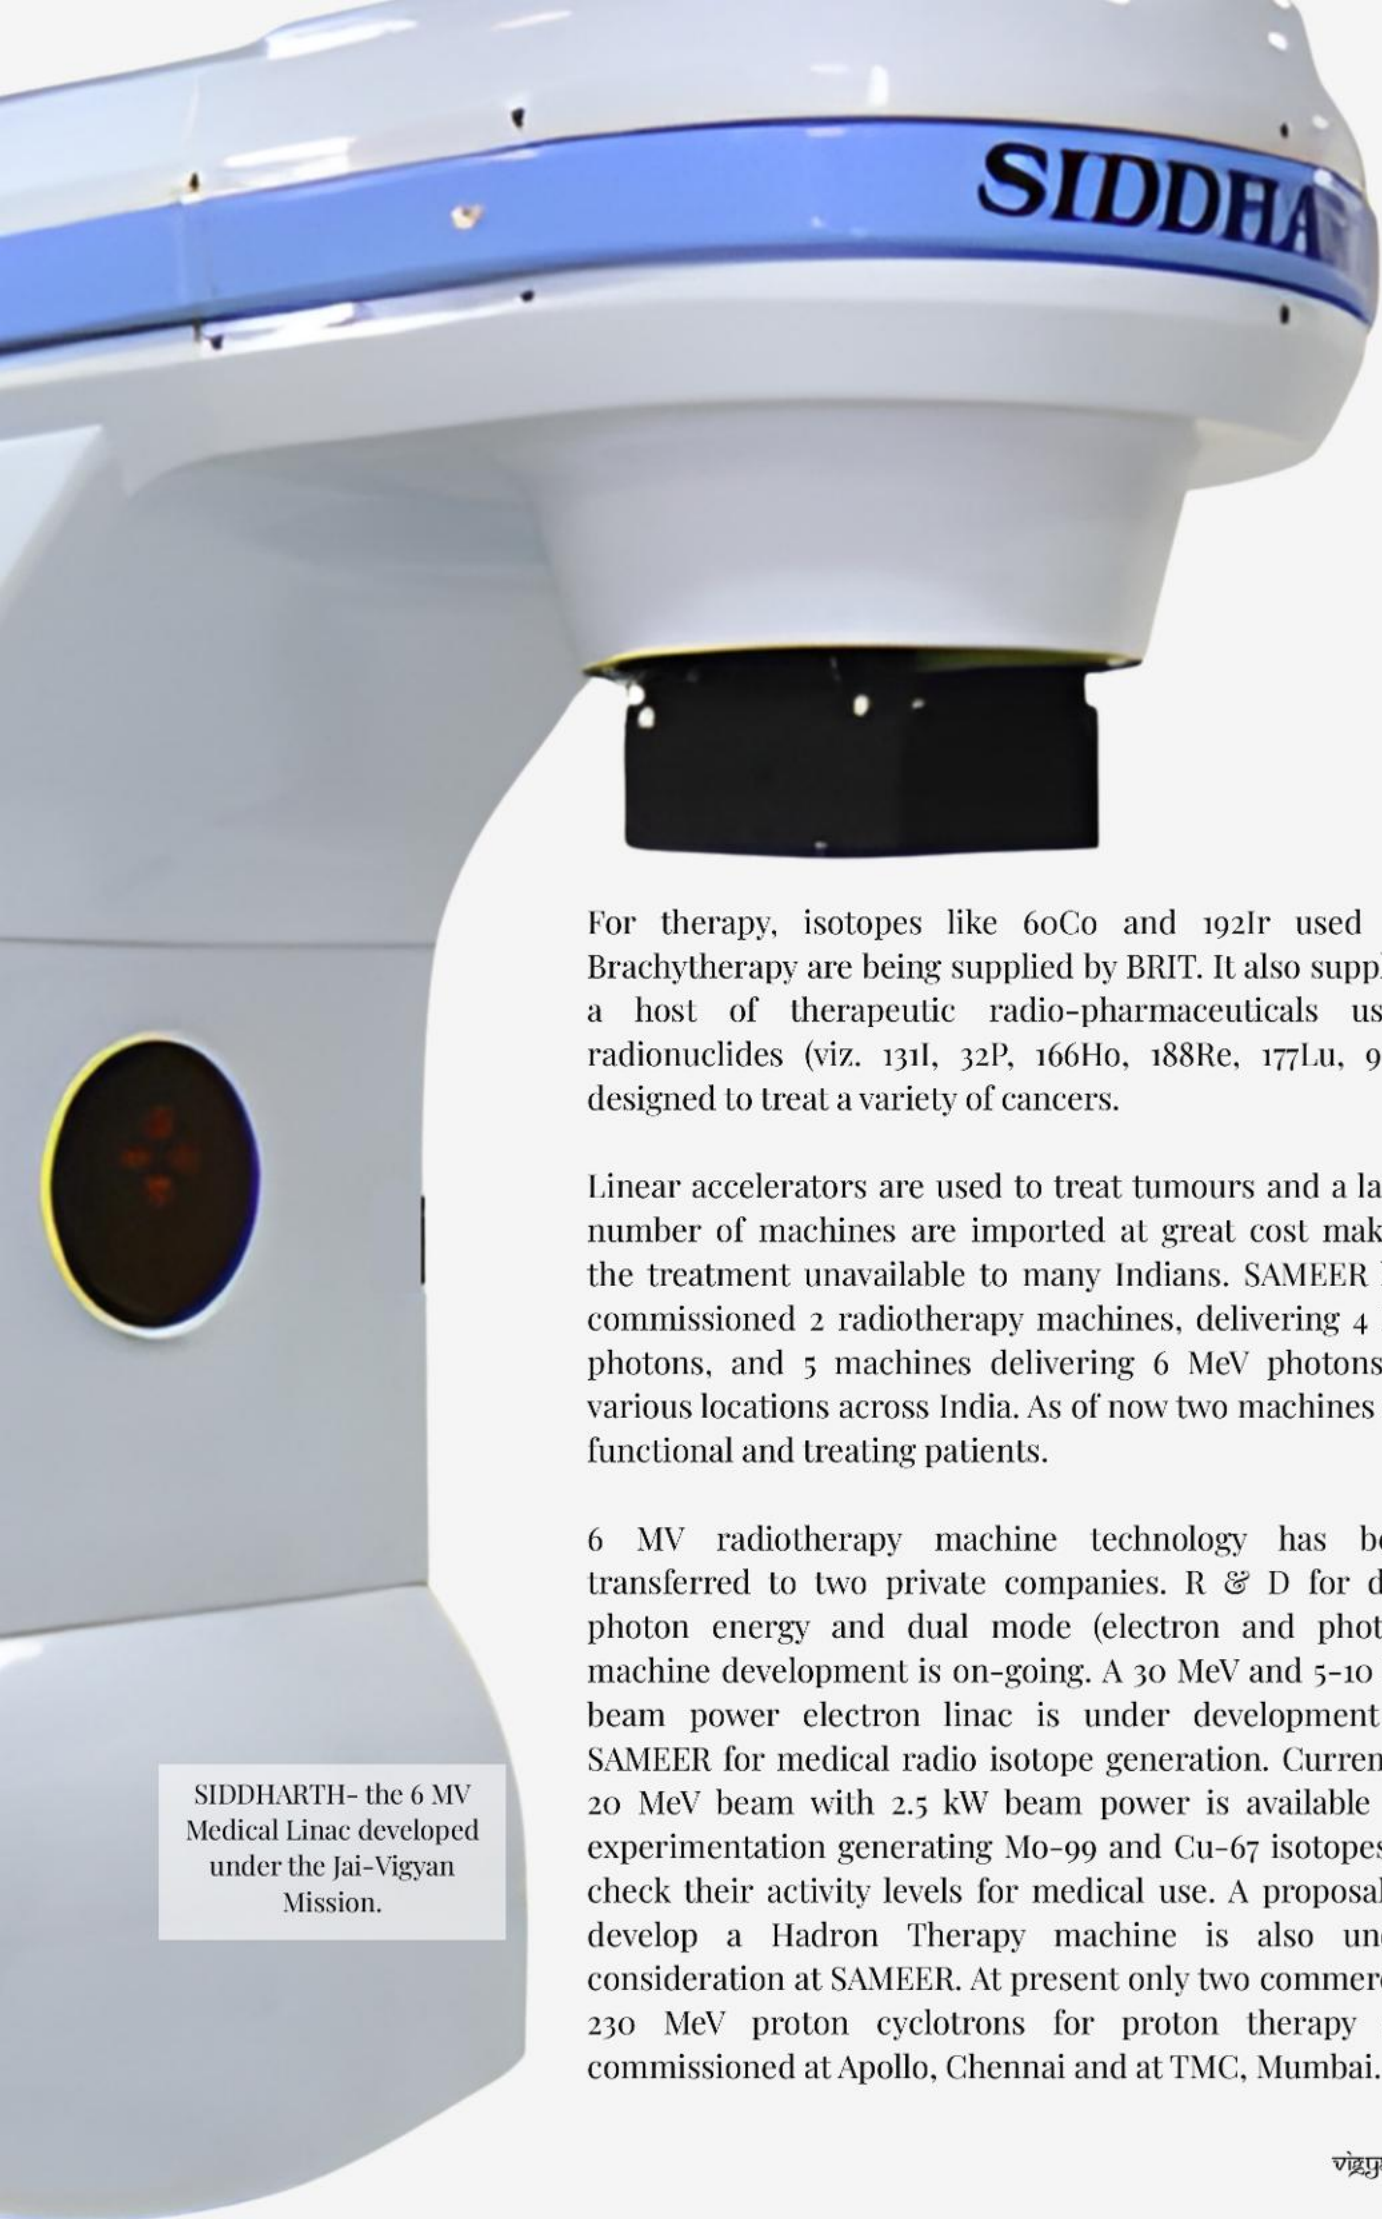 SIDDHA
For therapy, isotopes like 60Co and 192Ir used
Brachytherapy are being supplied by BRIT. It also suppl
a host of therapeutic radio-pharmaceuticals us
radionuclides (viz. 131I, 32P, 166Ho, 188Re, 177Lu, 9
designed to treat a variety of cancers.
Linear accelerators are used to treat tumours and a la
number of machines are imported at great cost mak
the treatment unavailable to many Indians. SAMEER
commissioned 2 radiotherapy machines, delivering 4
photons, and 5 machines delivering 6 MeV photons
various locations across India. As of now two machines
functional and treating patients.
6 MV radiotherapy machine technology has be
transferred to two private companies. R & D for d
photon energy and dual mode (electron and phot
machine development is on-going. A 30 MeV and 5-10
beam power electron linac is under development
SAMEER for medical radio isotope generation. Curren
20 MeV beam with 2.5 kW beam power is available
experimentation generating Mo-99 and Cu-67 isotopes
check their activity levels for medical use. A proposal
develop a Hadron Therapy machine is also un
consideration at SAMEER. At present only two commer
230 MeV proton cyclotrons for proton therapy
commissioned at Apollo, Chennai and at TMC, Mumbai.
SIDDHARTH- the 6 MV
Medical Linac developed
under the Jai-Vigyan
Mission.
vigy